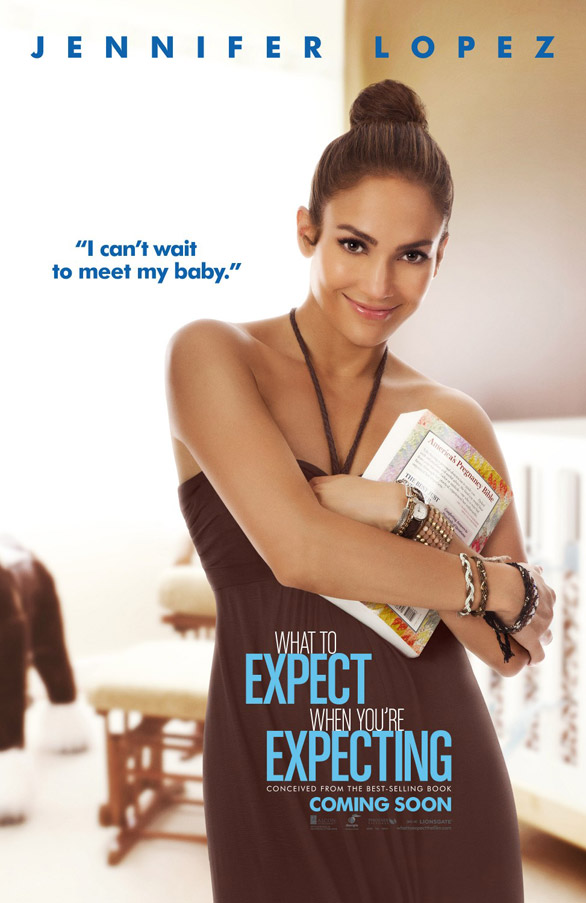 JENNIFER LOPEZ
“I can’t wait
to meet my baby.”
America's Pregnancy Bible
WHAT TO
EXPECT
WHEN YOU'RE
EXPECTING
CONCEIVED FROM THE BEST-SELLING BOOK
COMING SOON
LIONSGATE